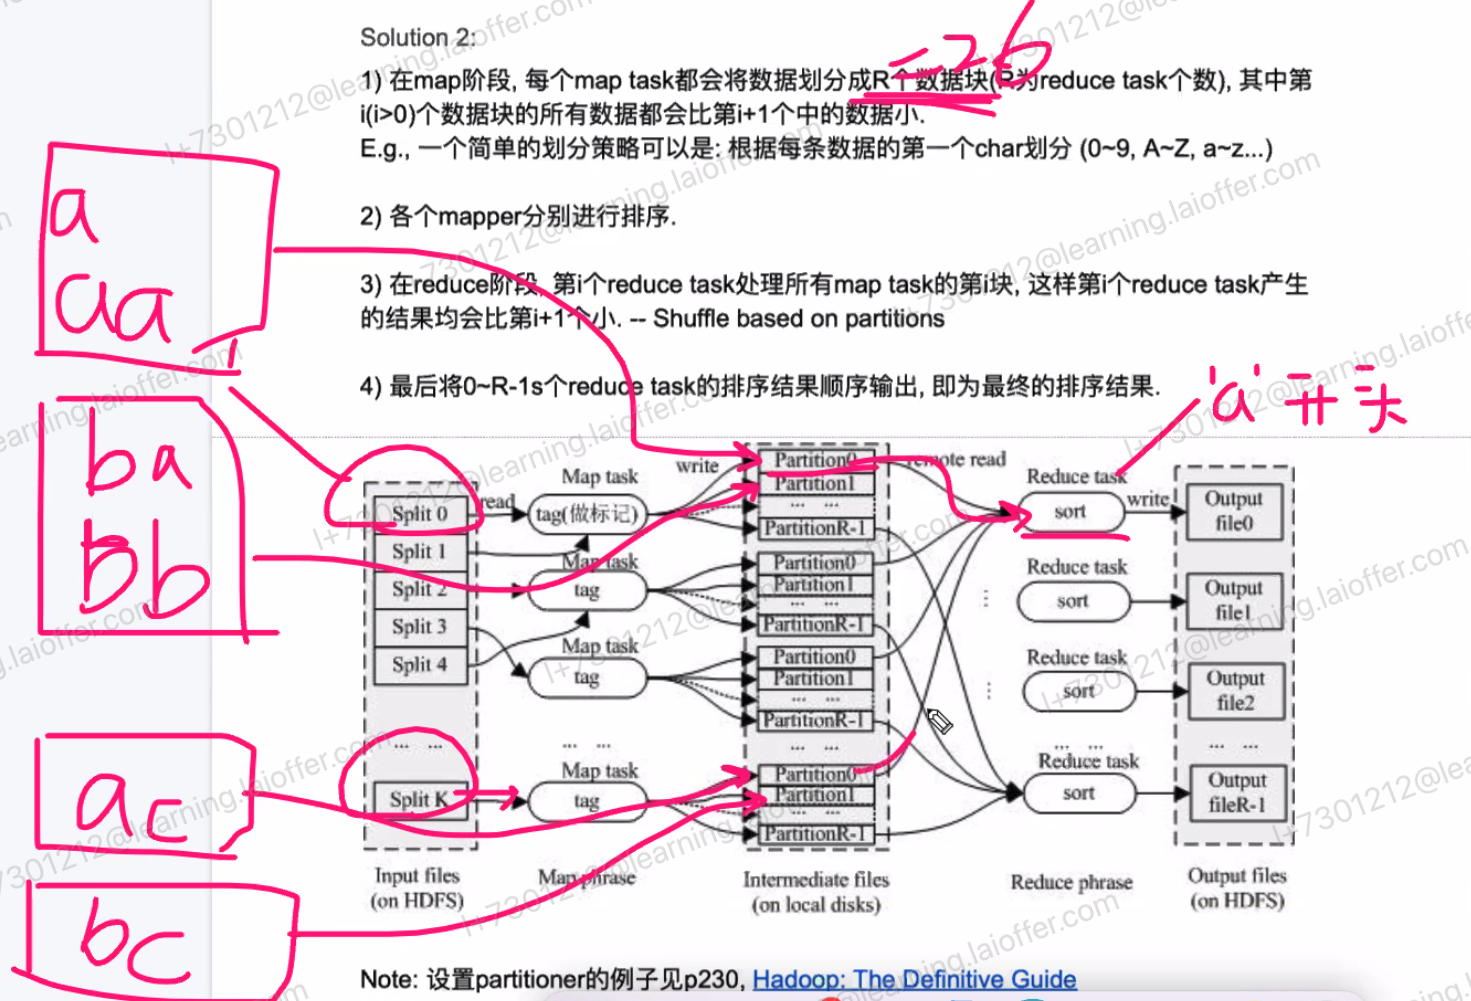 Solution 2:
=26
1) 在map阶段, 每个map task都会将数据划分成R个数据块(R为reduce task个数), 其中第
i(i>0)个数据块的所有数据都会比第i+1个中的数据小.
E.g., 一个简单的划分策略可以是: 根据每条数据的第一个char划分 (0~9, A~Z, a~z...)
2) 各个mapper分别进行排序.
3) 在reduce阶段, 第i个reduce task处理所有map task的第i块, 这样第i个reduce task产生
的结果均会比第i+1个小. -- Shuffle based on partitions
4) 最后将0~R-1s个reduce task的排序结果顺序输出, 即为最终的排序结果.
a
aa
ba
bb
ac
bc
'a' 开头
Split 0
Split 1
Split 2
Split 3
Split 4
... ...
Split K
Input files
(on HDFS)
read
Map task
tag(做标记)
Map task
tag
Map task
tag
... ...
Map task
tag
Map phrase
write
Partition0
Partition1
... ...
PartitionR-1
Partition0
Partition1
... ...
PartitionR-1
Partition0
Partition1
... ...
PartitionR-1
... ...
Partition0
Partition1
PartitionR-1
Intermediate files
(on local disks)
remote read
Reduce task
sort
Reduce task
sort
Reduce task
sort
... ...
Reduce task
sort
Reduce phrase
write
Output
file0
Output
file1
Output
file2
... ...
Output
fileR-1
Output files
(on HDFS)
Note: 设置partitioner的例子见p230, Hadoop: The Definitive Guide
l+7301212@learning.laioffer.com